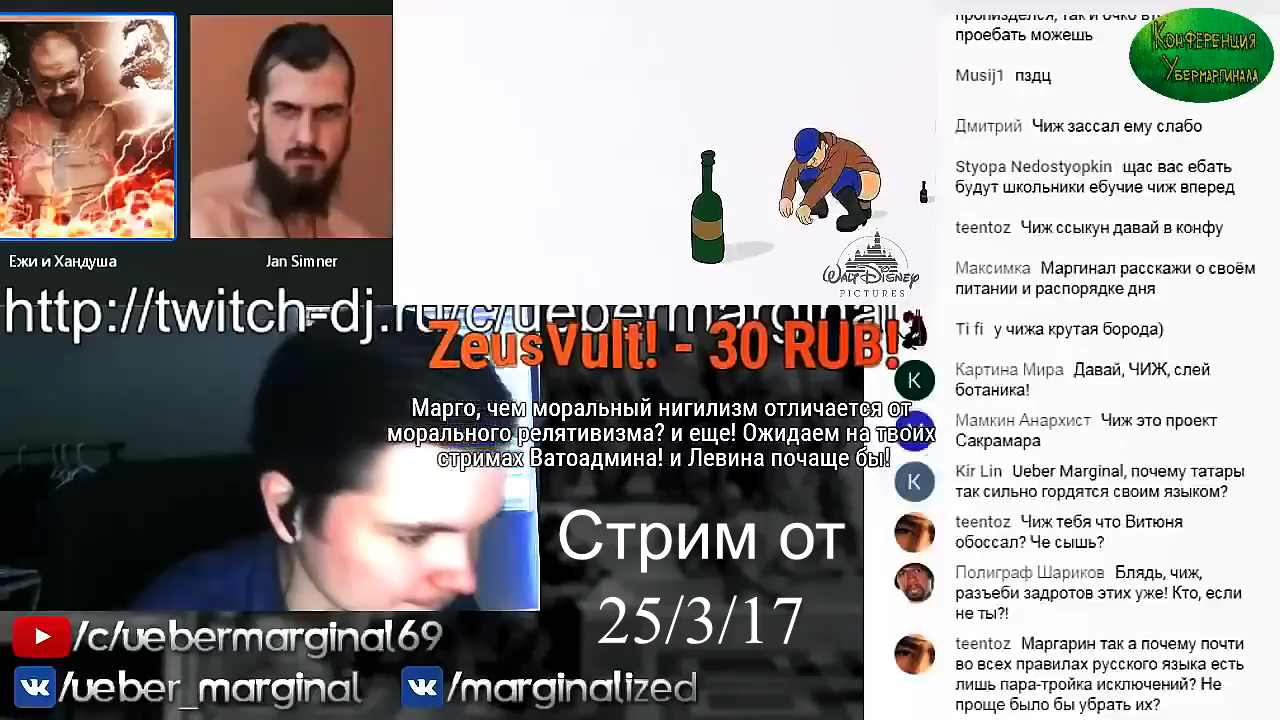 Ежи и Хандуша
Jan Simner
WALT DISNEY
PICTURES
http://twitch-dj.ru/c/uebermarginal
ZeusVult! - 30 RUB!
Марго, чем моральный нигилизм отличается от
морального релятивизма? и еще! Ожидаем на твоих
стримах Ватоадмина! и Левина почаще бы!
Стрим от
25/3/17
/c/uebermarginal69
/ueber_marginal
/marginalized
КОНФЕРЕНЦИЯ
УБЕРМАРГИНАЛА
проебать можешь
Musij1 пздц
Дмитрий Чиж зассал ему слабо
Styopa Nedostyopkin щас вас ебать
будут школьники ебучие чиж вперед
teentoz Чиж ссыкун давай в конфу
Максимка Маргинал расскажи о своём
питании и распорядке дня
Ti fi у чижа крутая борода)
К
Картина Мира Давай, ЧИЖ, слей
ботаника!
Мамкин Анархист Чиж это проект
Сакрамара
K
Kir Lin Ueber Marginal, почему татары
так сильно гордятся своим языком?
teentoz Чиж тебя что Витюня
обоссал? Че сышь?
Полиграф Шариков Блядь, чиж,
разъеби задротов этих уже! Кто, если
не ты?!
teentoz Маргарин так а почему почти
во всех правилах русского языка есть
лишь пара-тройка исключений? Не
проще было бы убрать их?